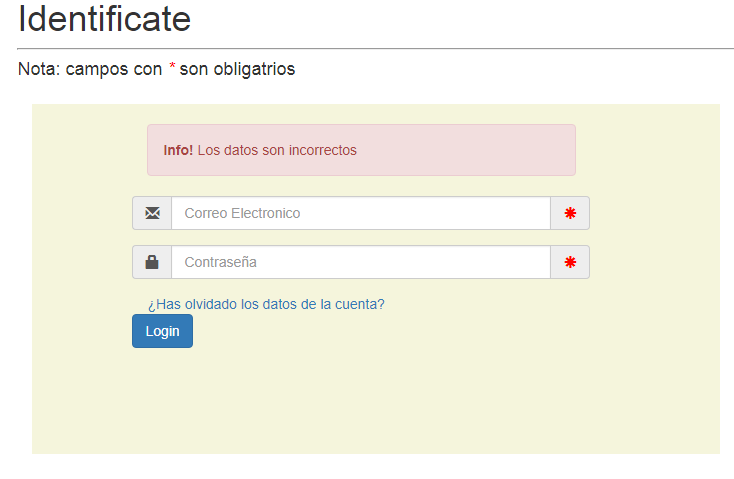 Identificate
Nota: campos con * son obligatrios
Info! Los datos son incorrectos
Correo Electronico
Contraseña
¿Has olvidado los datos de la cuenta?
Login